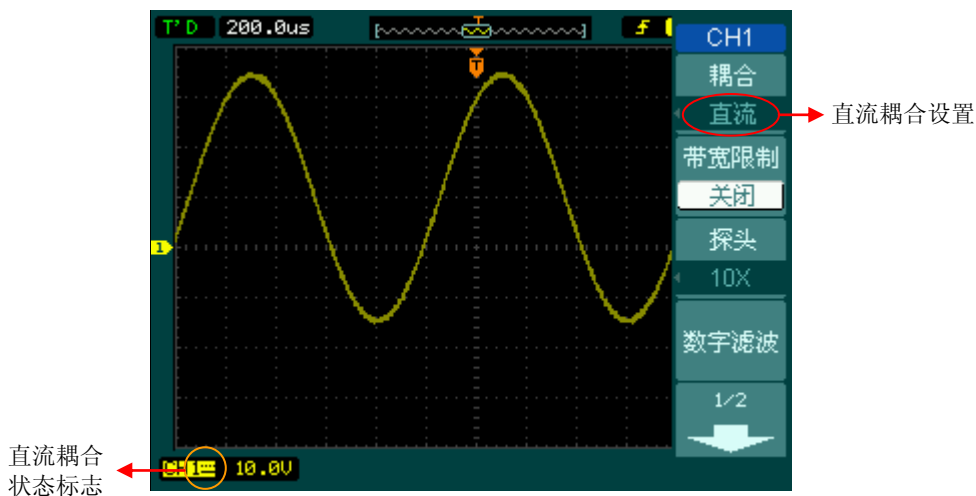 T'D 200.0us
T
T
CH1
耦合
直流
直流耦合设置
带宽限制
关闭
探头
10X
数字滤波
1/2
1
CH1 10.0V
直流耦合
状态标志